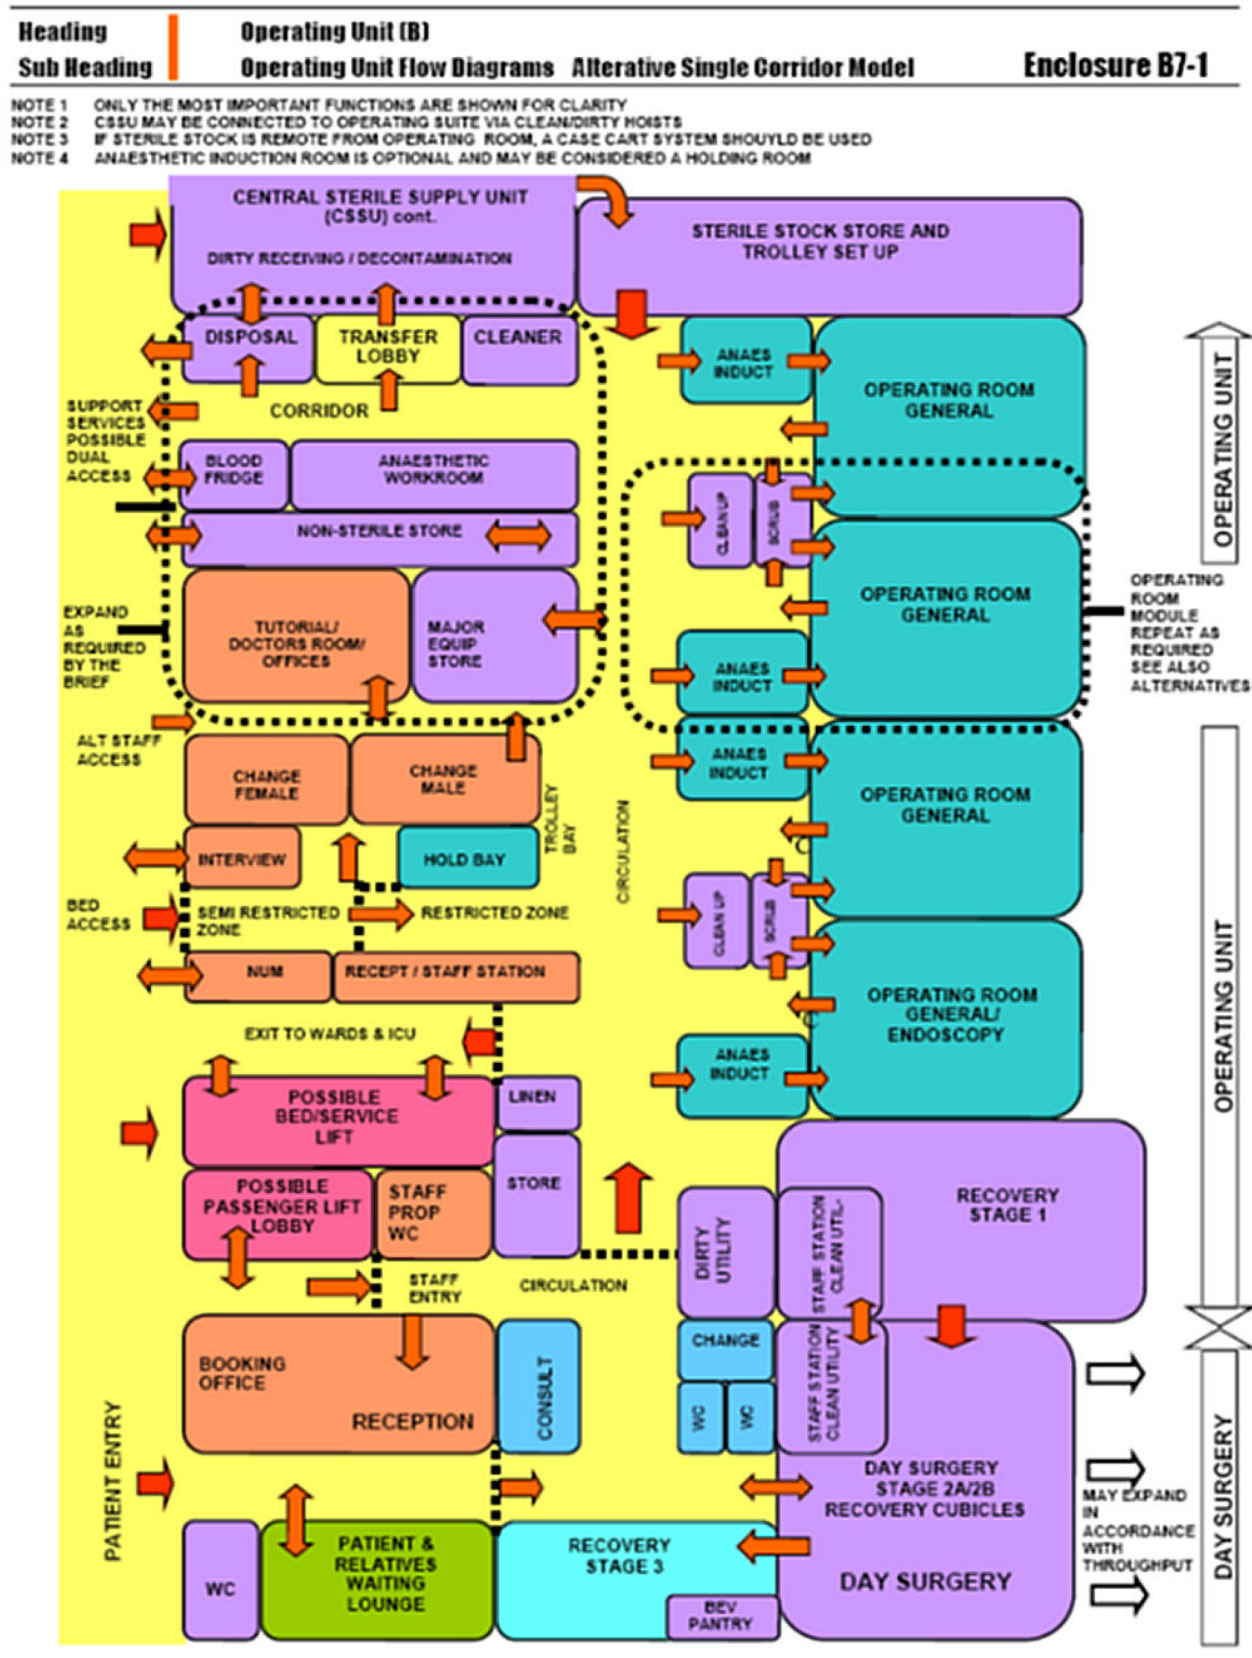 Heading
Operating Unit (B)
Sub Heading
Operating Unit Flow Diagrams   Alterative Single Corridor Model
Enclosure B7-1
NOTE 1 ONLY THE MOST IMPORTANT FUNCTIONS ARE SHOWN FOR CLARITY
NOTE 2 CSSU MAY BE CONNECTED TO OPERATING SUITE VIA CLEAN/DIRTY HOISTS
NOTE 3 IF STERILE STOCK IS REMOTE FROM OPERATING ROOM, A CASE CART SYSTEM SHOUYLD BE USED
NOTE 4 ANAESTHETIC INDUCTION ROOM IS OPTIONAL AND MAY BE CONSIDERED A HOLDING ROOM
CENTRAL STERILE SUPPLY UNIT
(CSSU) cont.
DIRTY RECEIVING / DECONTAMINATION
STERILE STOCK STORE AND
TROLLEY SET UP
DISPOSAL
TRANSFER
LOBBY
CLEANER
ANAES
INDUCT
OPERATING ROOM
GENERAL
OPERATING UNIT
SUPPORT
SERVICES
POSSIBLE
DUAL
ACCESS
CORRIDOR
BLOOD
FRIDGE
ANAESTHETIC
WORKROOM
CLEAN UP
SCRUB
NON-STERILE STORE
OPERATING ROOM
GENERAL
OPERATING
ROOM
MODULE
REPEAT AS
REQUIRED
SEE ALSO
ALTERNATIVES
EXPAND
AS
REQUIRED
BY THE
BRIEF
TUTORIAL/
DOCTORS ROOM/
OFFICES
MAJOR
EQUIP
STORE
ANAES
INDUCT
ALT STAFF
ACCESS
CHANGE
FEMALE
CHANGE
MALE
ANAES
INDUCT
OPERATING ROOM
GENERAL
TROLLEY
BAY
CIRCULATION
INTERVIEW
HOLD BAY
BED
ACCESS
SEMI RESTRICTED
ZONE
RESTRICTED ZONE
CLEAN UP
SCRUB
OPERATING UNIT
NUM
RECEPT / STAFF STATION
OPERATING ROOM
GENERAL/
ENDOSCOPY
EXIT TO WARDS & ICU
ANAES
INDUCT
POSSIBLE
BED/SERVICE
LIFT
LINEN
POSSIBLE
PASSENGER LIFT
LOBBY
STAFF
PROP
WC
STORE
DIRTY
UTILITY
STAFF STATION
CLEAN UTIL-
RECOVERY
STAGE 1
STAFF
ENTRY
CIRCULATION
BOOKING
OFFICE
RECEPTION
CONSULT
CHANGE
WC
WC
STAFF STATION
CLEAN UTILITY
PATIENT ENTRY
DAY SURGERY
STAGE 2A/2B
RECOVERY CUBICLES
MAY EXPAND
IN
ACCORDANCE
WITH
THROUGHPUT
DAY SURGERY
WC
PATIENT &
RELATIVES
WAITING
LOUNGE
RECOVERY
STAGE 3
BEV
PANTRY
DAY SURGERY